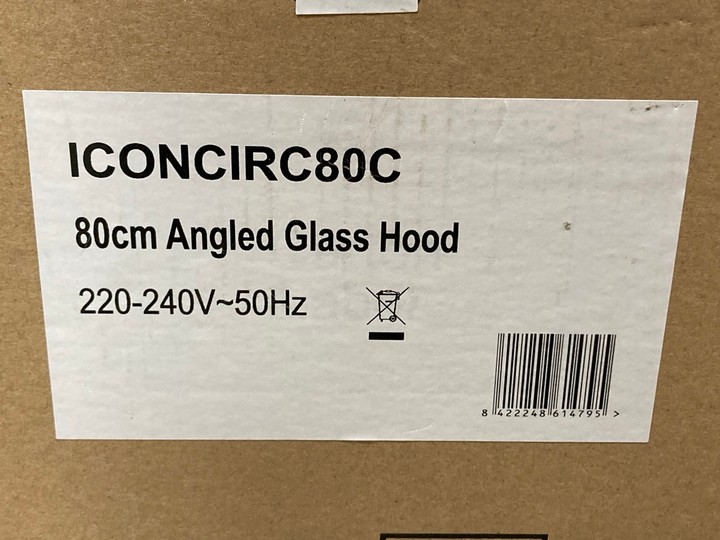 ICONCIRC80C
80cm Angled Glass Hood
220-240V~50Hz
8 422248 614795 >